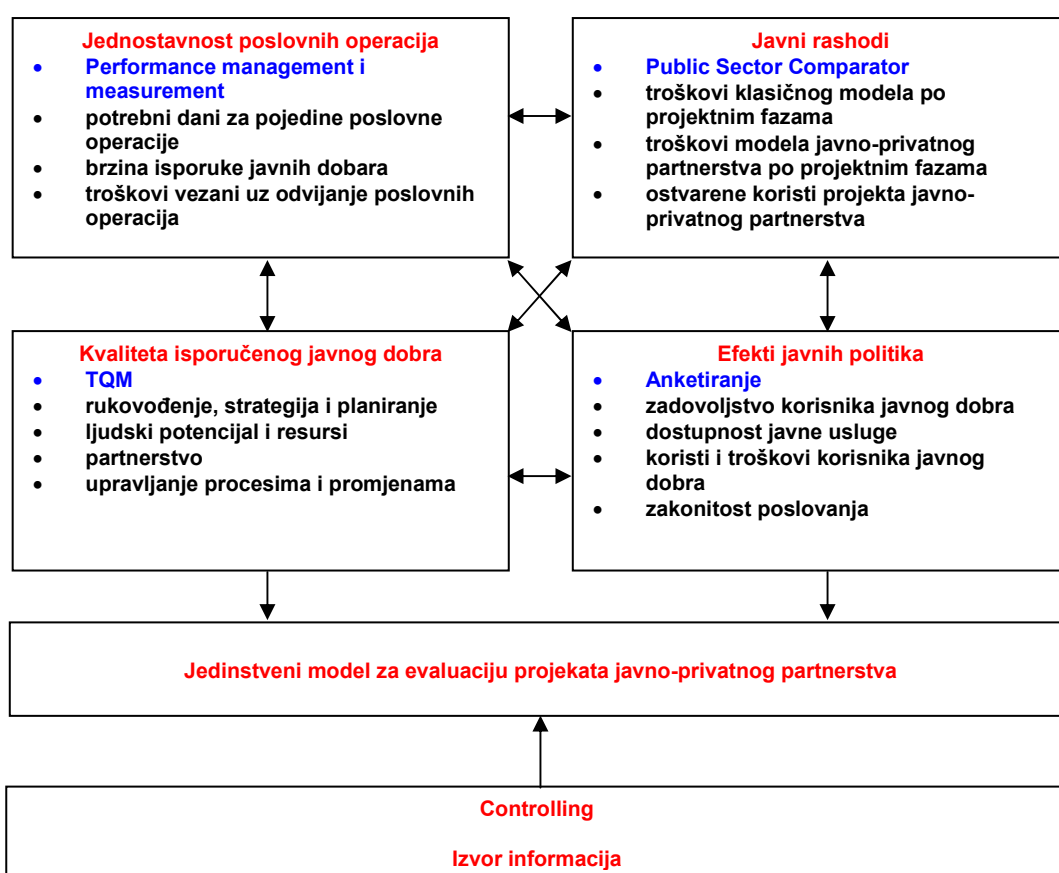 Jednostavnost poslovnih operacija
• Performance management i
measurement
• potrebni dani za pojedine poslovne
operacije
• brzina isporuke javnih dobara
• troškovi vezani uz odvijanje poslovnih
operacija
Javni rashodi
• Public Sector Comparator
• troškovi klasičnog modela po
projektnim fazama
• troškovi modela javno-privatnog
partnerstva po projektnim fazama
• ostvarene koristi projekta javno-
privatnog partnerstva
Kvaliteta isporučenog javnog dobra
• TQM
• rukovođenje, strategija i planiranje
• ljudski potencijal i resursi
• partnerstvo
• upravljanje procesima i promjenama
Efekti javnih politika
• Anketiranje
• zadovoljstvo korisnika javnog dobra
• dostupnost javne usluge
• koristi i troškovi korisnika javnog
dobra
• zakonitost poslovanja
Jedinstveni model za evaluaciju projekata javno-privatnog partnerstva
Controlling
Izvor informacija